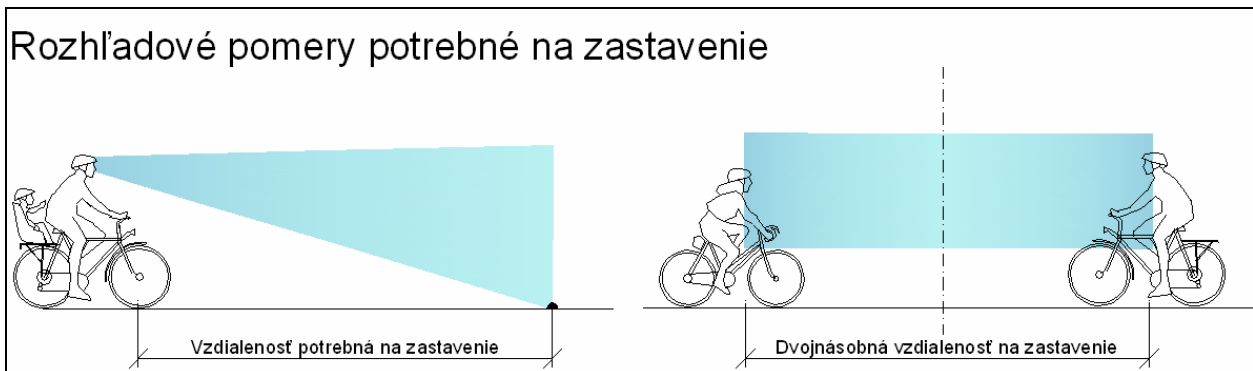 Rozhľadové pomery potrebné na zastavenie
Vzdialenosť potrebná na zastavenie
Dvojnásobná vzdialenosť na zastavenie